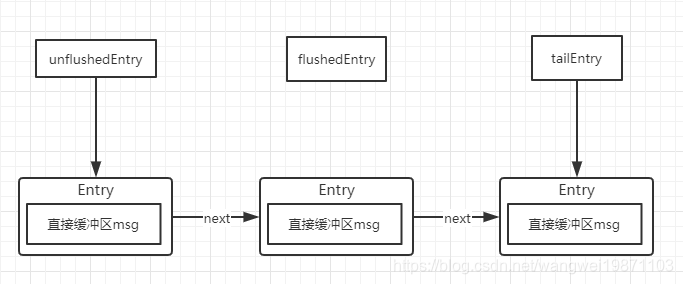 unflushedEntry
flushedEntry
tailEntry
Entry
直接缓冲区msg
next
Entry
直接缓冲区msg
next
Entry
直接缓冲区msg
https://blog.csdn.net/wangwei19871103